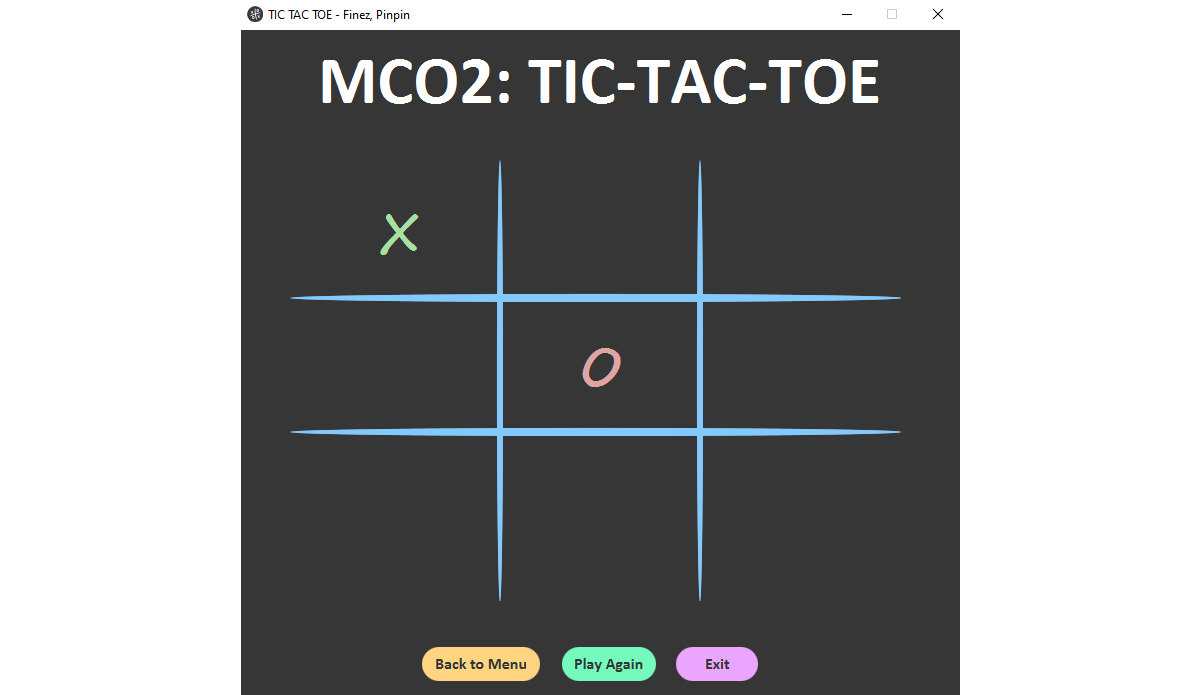 TIC TAC TOE - Finez, Pinpin
MCO2: TIC-TAC-TOE
X
O
Back to Menu Play Again Exit